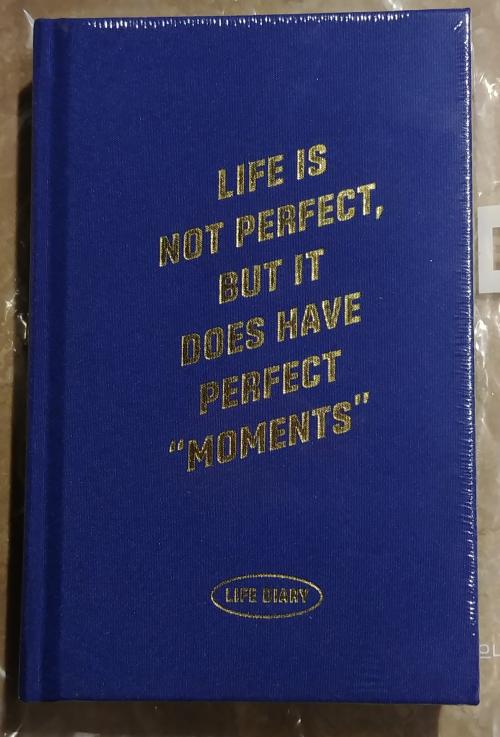 LIFE IS
NOT PERFECT,
BUT IT
DOES HAVE
PERFECT
“MOMENTS”
LIFE DIARY